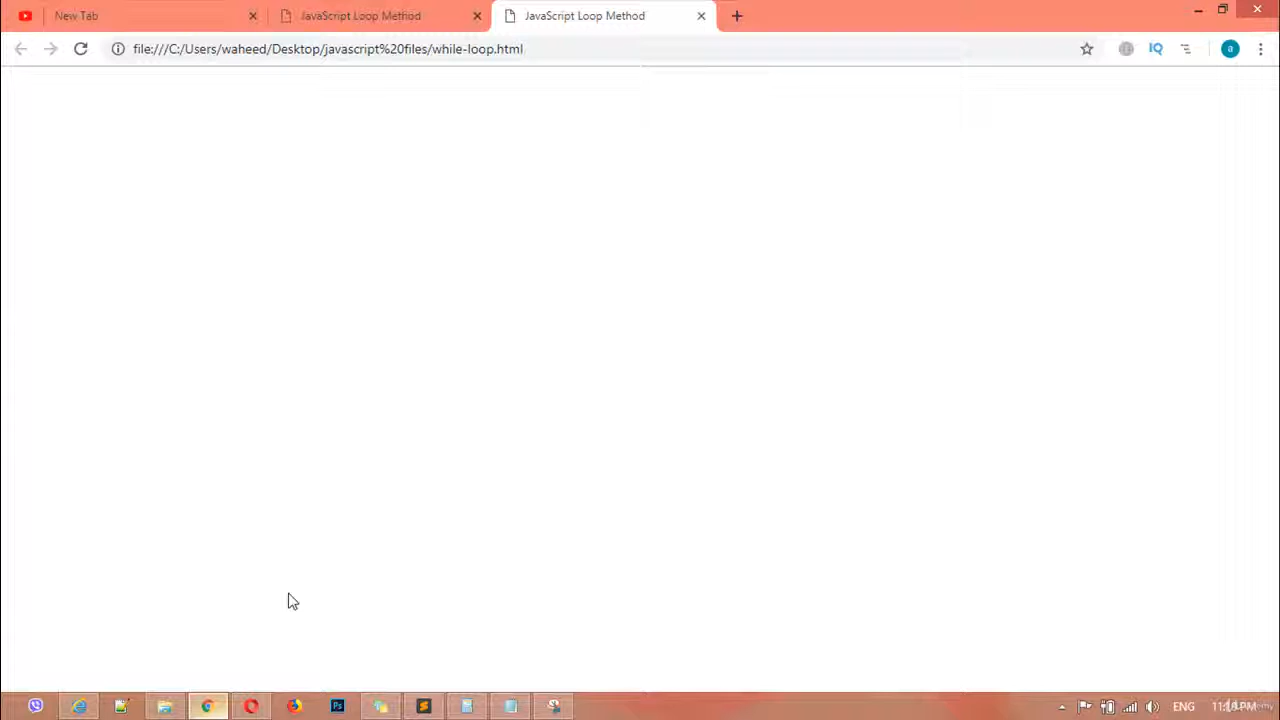 New Tab
JavaScript Loop Method
JavaScript Loop Method
file:///C:/Users/waheed/Desktop/javascript%20files/while-loop.html
IQ
a
Ps
ENG